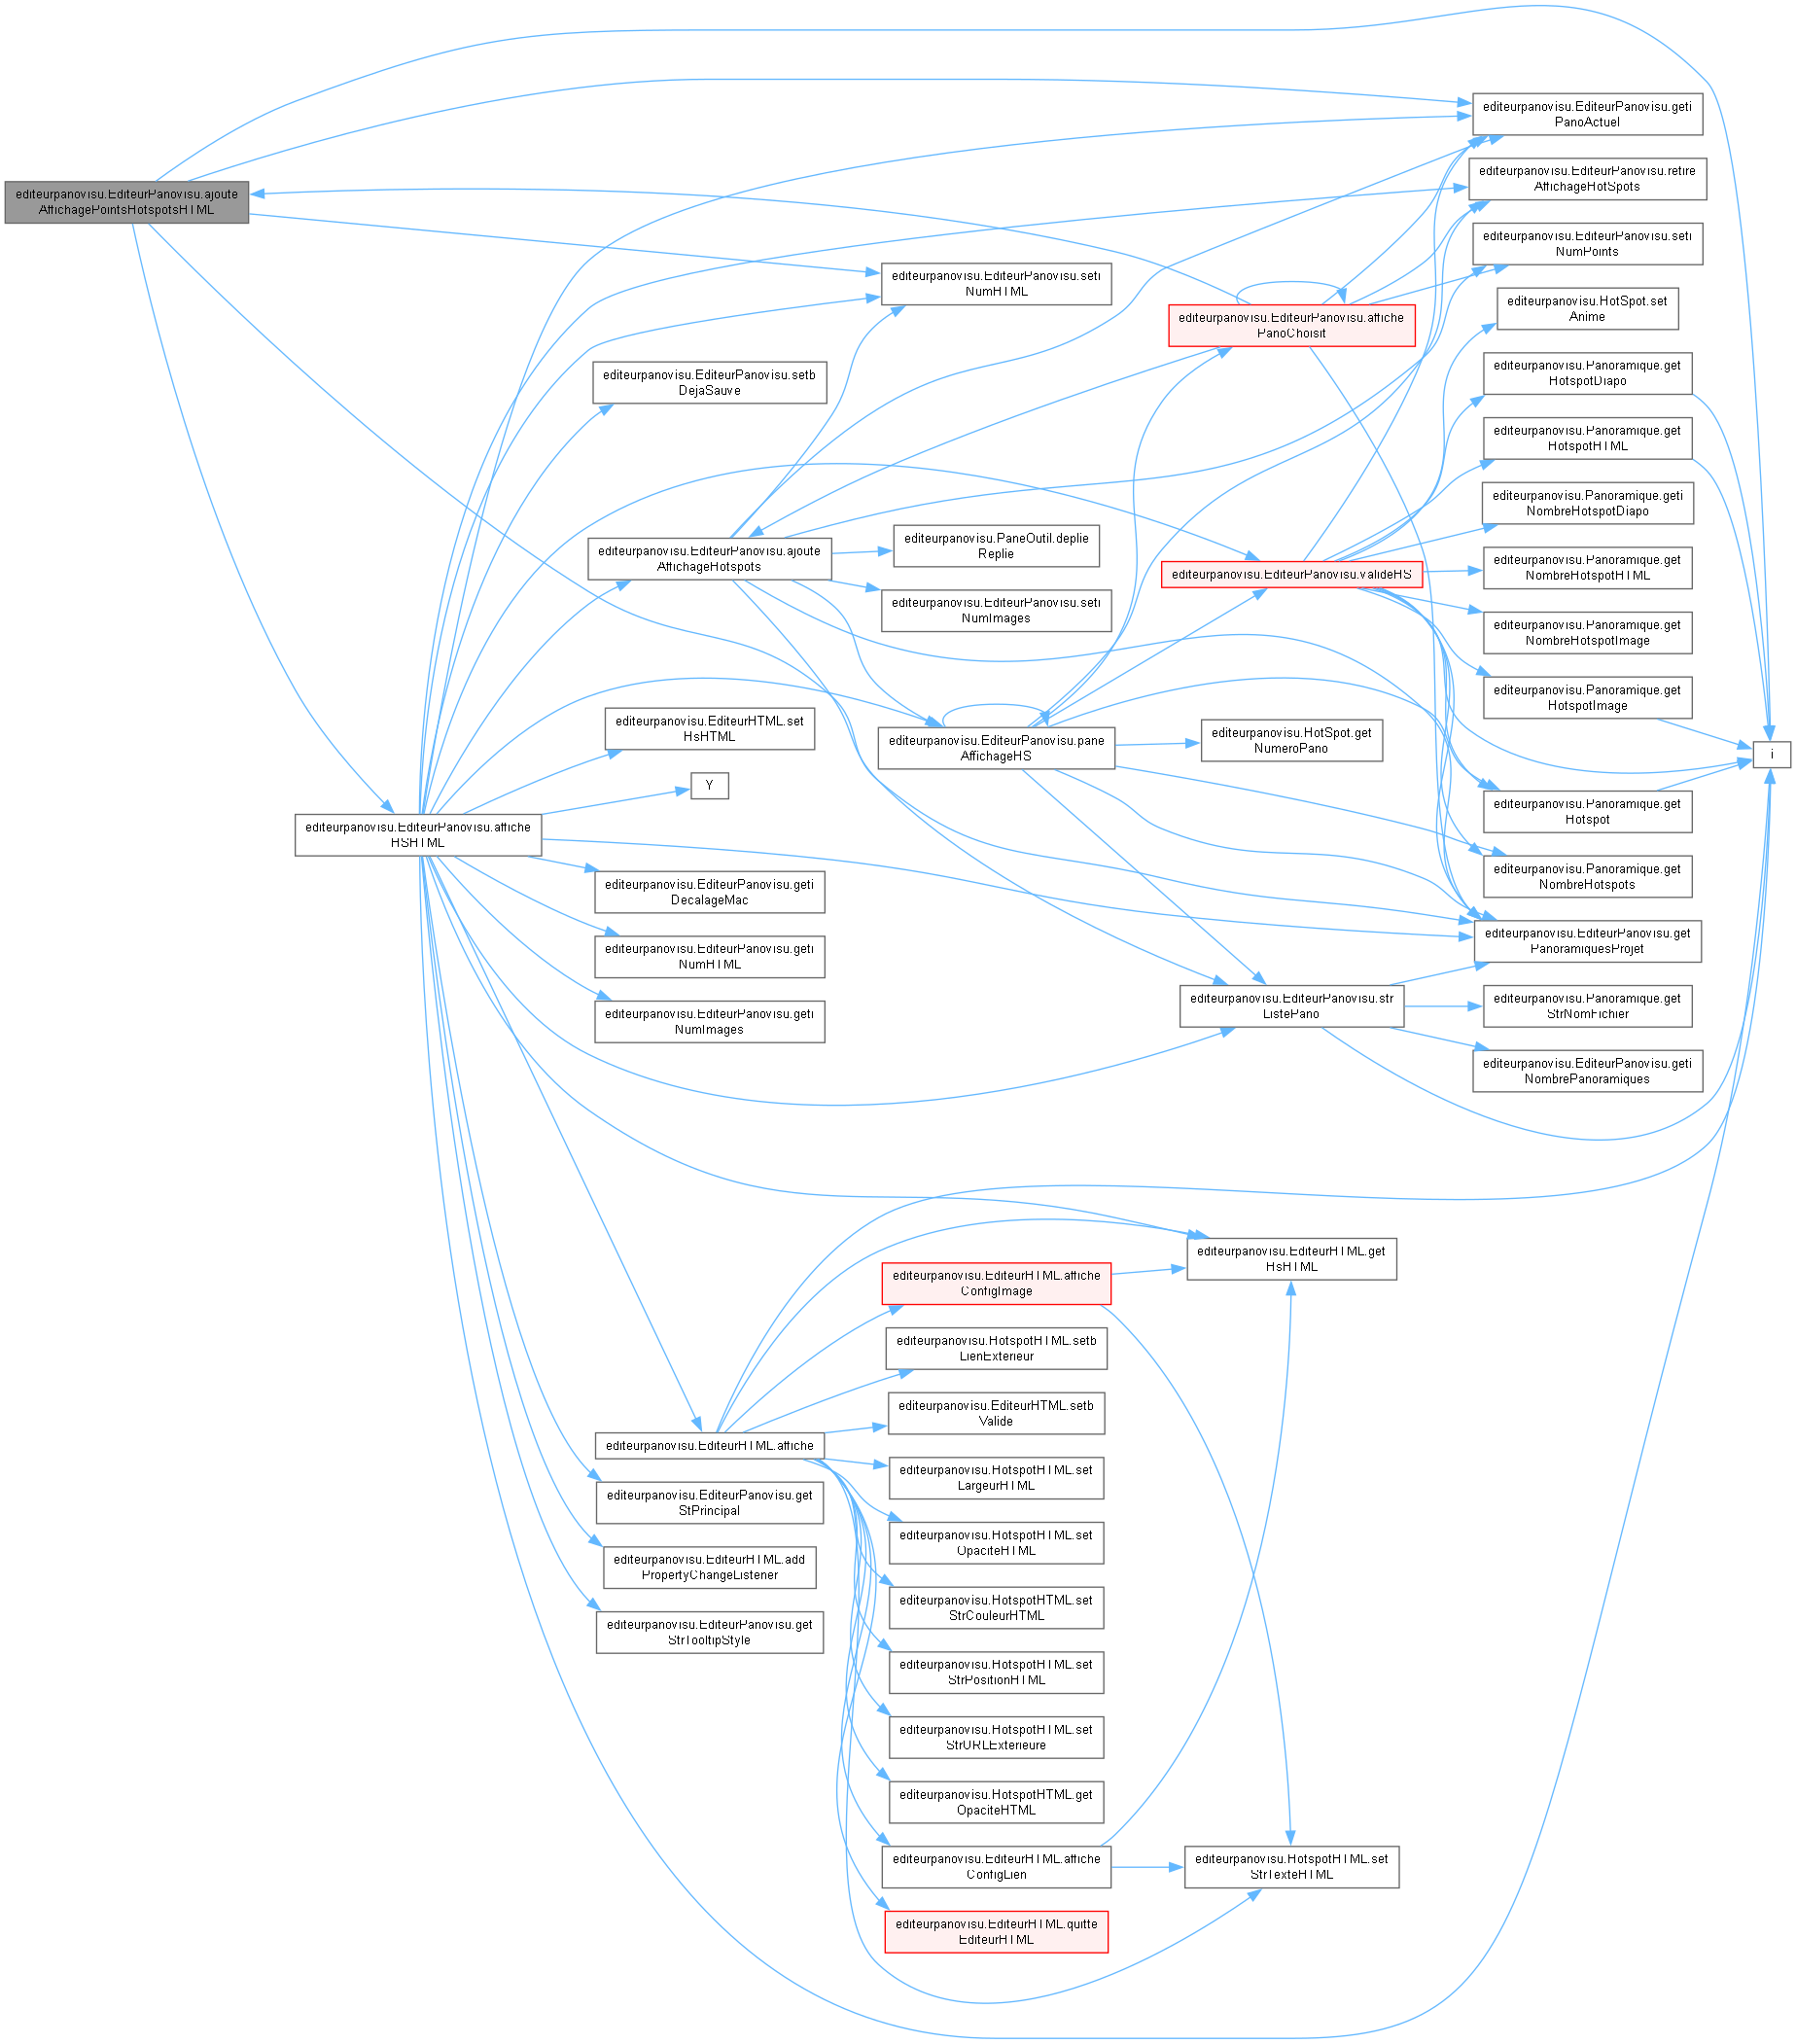 editeurpanovisu.EditeurPanovisu.ajoute
AffichagePointsHotspotsHTML
editeurpanovisu.EditeurPanovisu.affiche
HSHTML
editeurpanovisu.EditeurPanovisu.setb
DejaSauve
editeurpanovisu.EditeurPanovisu.ajoute
AffichageHotspots
editeurpanovisu.EditeurHTML.set
HsHTML
Y
editeurpanovisu.EditeurPanovisu.geti
DecalageMac
editeurpanovisu.EditeurPanovisu.geti
NumHTML
editeurpanovisu.EditeurPanovisu.geti
NumImages
editeurpanovisu.EditeurHTML.affiche
editeurpanovisu.EditeurPanovisu.get
StPrincipal
editeurpanovisu.EditeurHTML.add
PropertyChangeListener
editeurpanovisu.EditeurPanovisu.get
StrTooltipStyle
editeurpanovisu.EditeurPanovisu.seti
NumHTML
editeurpanovisu.PaneOutil.deplie
Replie
editeurpanovisu.EditeurPanovisu.seti
NumImages
editeurpanovisu.EditeurPanovisu.pane
AffichageHS
editeurpanovisu.EditeurHTML.affiche
ConfigImage
editeurpanovisu.HotspotHTML.setb
LienExterieur
editeurpanovisu.EditeurHTML.setb
Valide
editeurpanovisu.HotspotHTML.set
LargeurHTML
editeurpanovisu.HotspotHTML.set
OpaciteHTML
editeurpanovisu.HotspotHTML.set
StrCouleurHTML
editeurpanovisu.HotspotHTML.set
StrPositionHTML
editeurpanovisu.HotspotHTML.set
StrURLExterieure
editeurpanovisu.HotspotHTML.get
OpaciteHTML
editeurpanovisu.EditeurHTML.affiche
ConfigLien
editeurpanovisu.EditeurHTML.quitte
EditeurHTML
editeurpanovisu.EditeurPanovisu.affiche
PanoChoisit
editeurpanovisu.EditeurPanovisu.valideHS
editeurpanovisu.HotSpot.get
NumeroPano
editeurpanovisu.EditeurPanovisu.str
ListePano
editeurpanovisu.EditeurHTML.get
HsHTML
editeurpanovisu.HotspotHTML.set
StrTexteHTML
editeurpanovisu.EditeurPanovisu.geti
PanoActuel
editeurpanovisu.EditeurPanovisu.retire
AffichageHotSpots
editeurpanovisu.EditeurPanovisu.seti
NumPoints
editeurpanovisu.HotSpot.set
Anime
editeurpanovisu.Panoramique.get
HotspotDiapo
editeurpanovisu.Panoramique.get
HotspotHTML
editeurpanovisu.Panoramique.geti
NombreHotspotDiapo
editeurpanovisu.Panoramique.get
NombreHotspotHTML
editeurpanovisu.Panoramique.get
NombreHotspotImage
editeurpanovisu.Panoramique.get
HotspotImage
editeurpanovisu.Panoramique.get
Hotspot
editeurpanovisu.Panoramique.get
NombreHotspots
editeurpanovisu.EditeurPanovisu.get
PanoramiquesProjet
editeurpanovisu.Panoramique.get
StrNomFichier
editeurpanovisu.EditeurPanovisu.geti
NombrePanoramiques
i